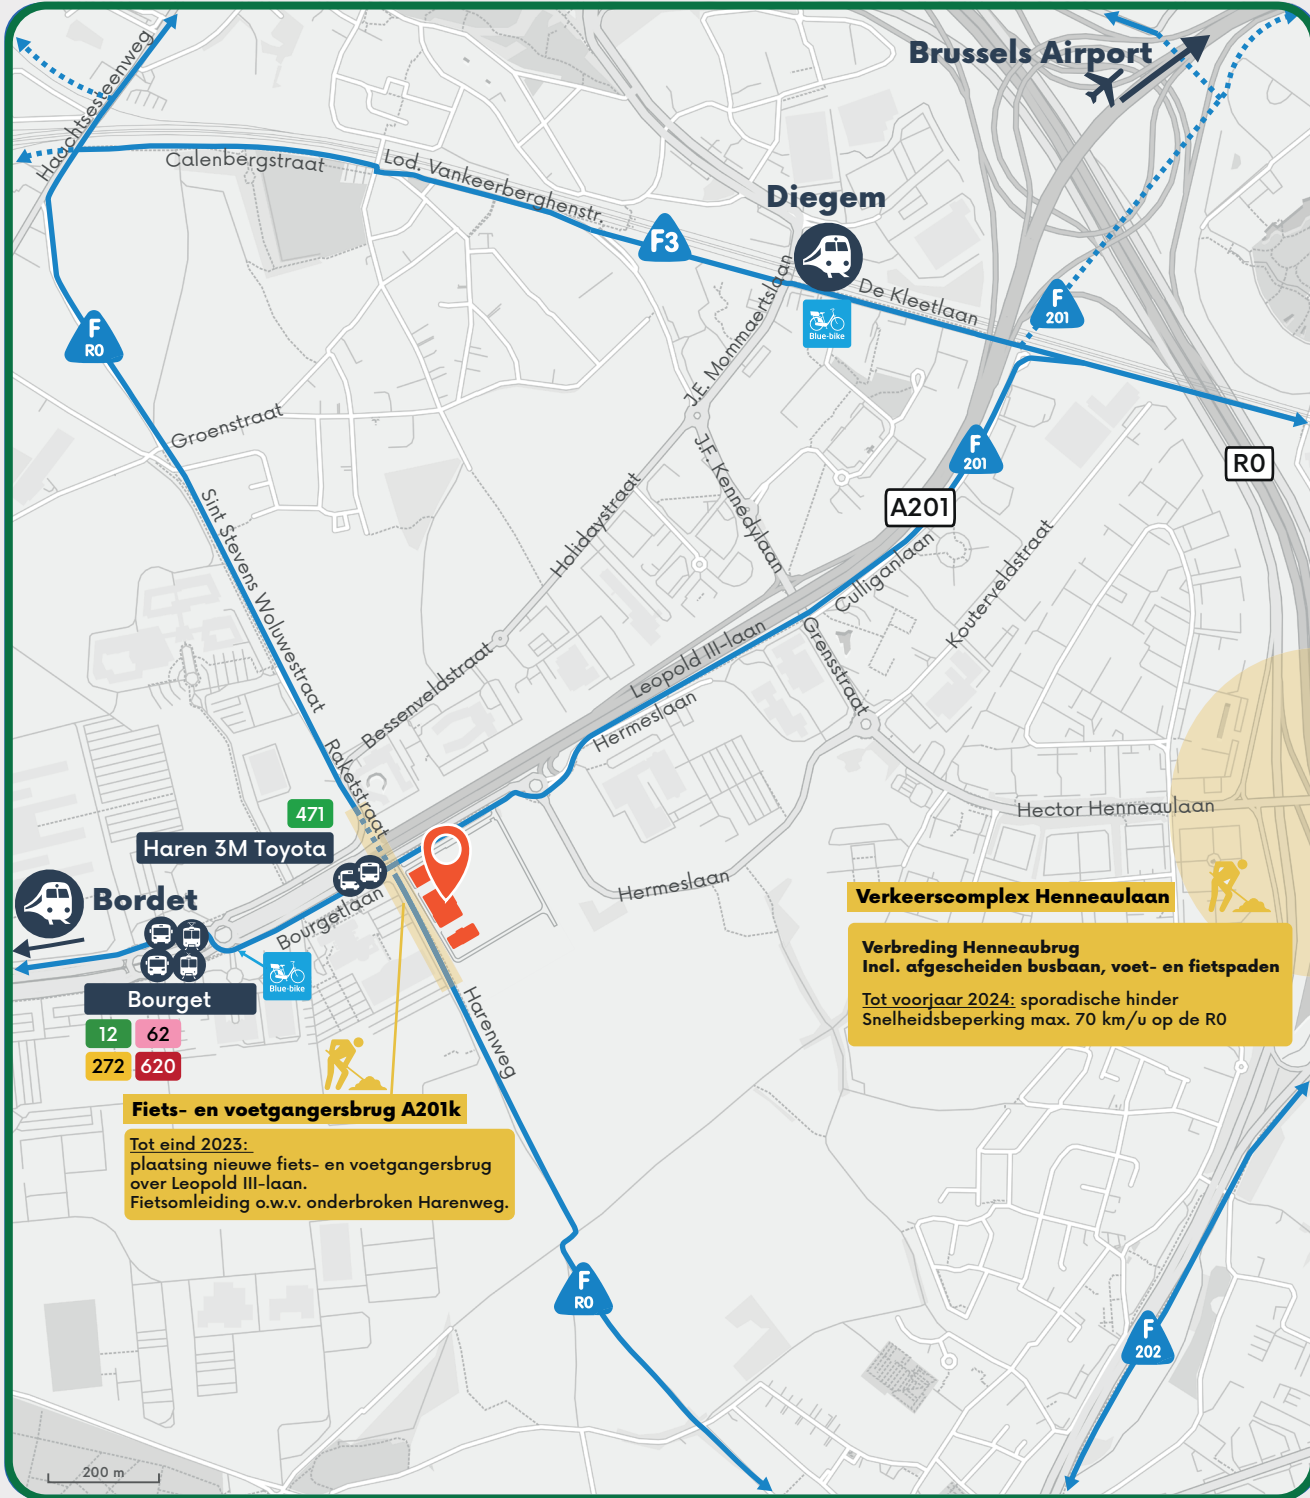 Brussels Airport
Haachtsesteenweg
Calenbergstraat
Lod. Vankeerberghenstr.
Diegem
F3
De Kleetlaan
F
201
Blue-bike
F
R0
J.E. Mommaertslaan
Groenstraat
J.F. Kennedylaan
F
201
R0
A201
Sint Stevens Woluwestraat
Holidaystraat
Culliganlaan
Kouterveldstraat
Leopold III-laan
Grensstraat
Bessenveldstraat
Hermeslaan
Raketstraat
471
Hector Henneaulaan
Haren 3M Toyota
Hermeslaan
Bordet
Bourgetlaan
Verkeerscomplex Henneaulaan
Verbreding Henneaubrug
Incl. afgescheiden busbaan, voet- en fietspaden
Tot voorjaar 2024: sporadische hinder
Snelheidsbeperking max. 70 km/u op de R0
Blue-bike
Bourget
12
62
272
620
Harenweg
Fiets- en voetgangersbrug A201k
Tot eind 2023:
plaatsing nieuwe fiets- en voetgangersbrug
over Leopold III-laan.
Fietsomleiding o.w.v. onderbroken Harenweg.
F
R0
F
202
200 m